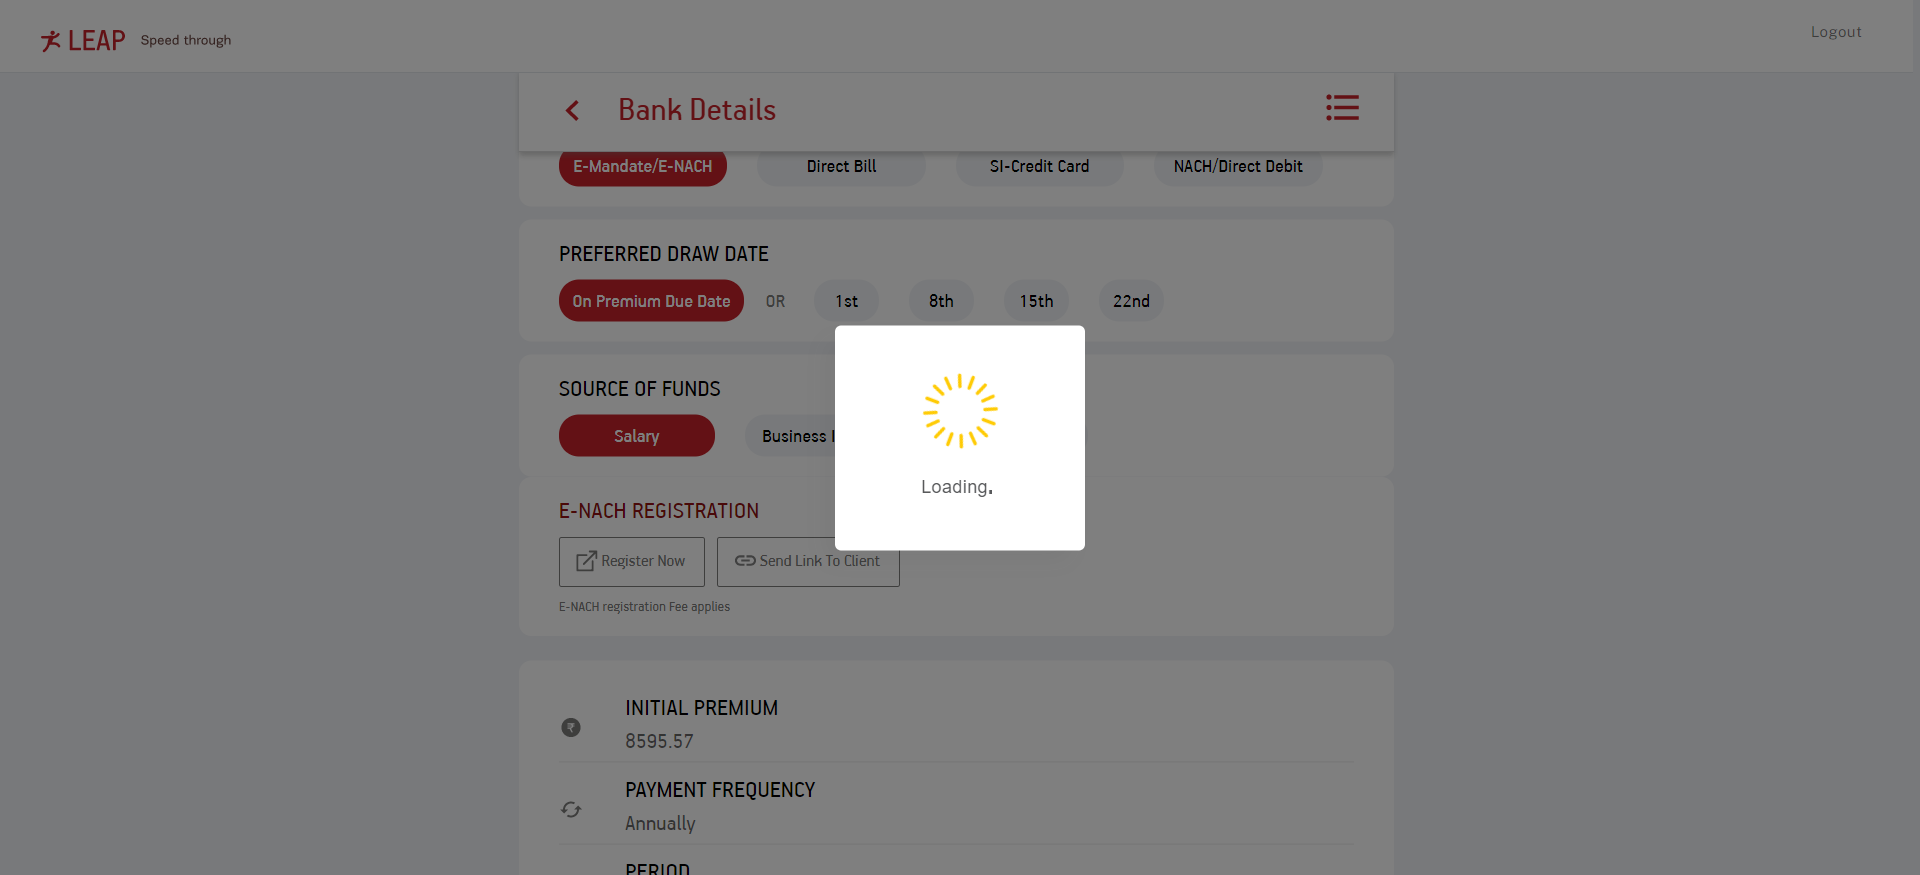 LEAP Speed through
Logout
Bank Details
E-Mandate/E-NACH Direct Bill SI-Credit Card NACH/Direct Debit
PREFERRED DRAW DATE
On Premium Due Date OR 1st 8th 15th 22nd
SOURCE OF FUNDS
Salary Business
Loading.
E-NACH REGISTRATION
Register Now Send Link To Client
E-NACH registration Fee applies
INITIAL PREMIUM
8595.57
PAYMENT FREQUENCY
Annually
PERIOD